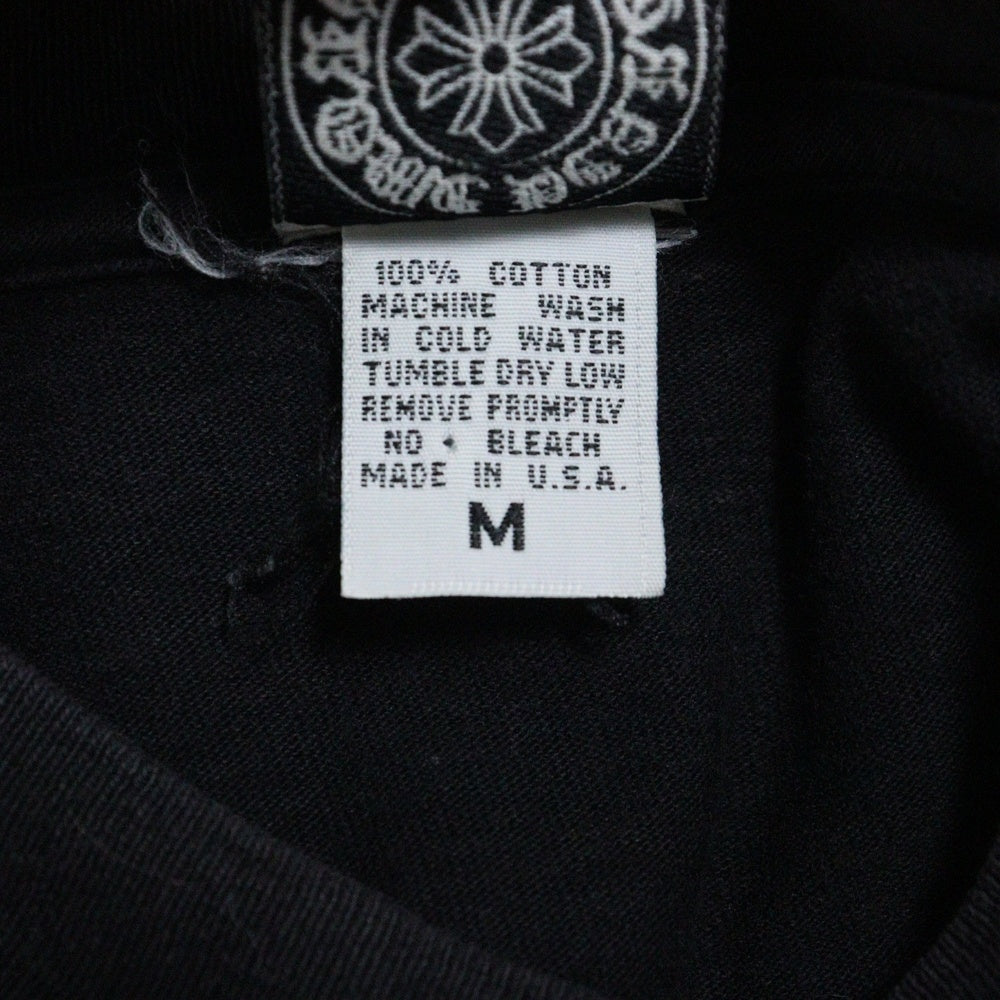 100% COTTON
MACHINE WASH
IN COLD WATER
TUMBLE DRY LOW
REMOVE PROMPTLY
NO BLEACH
MADE IN U.S.A.
M